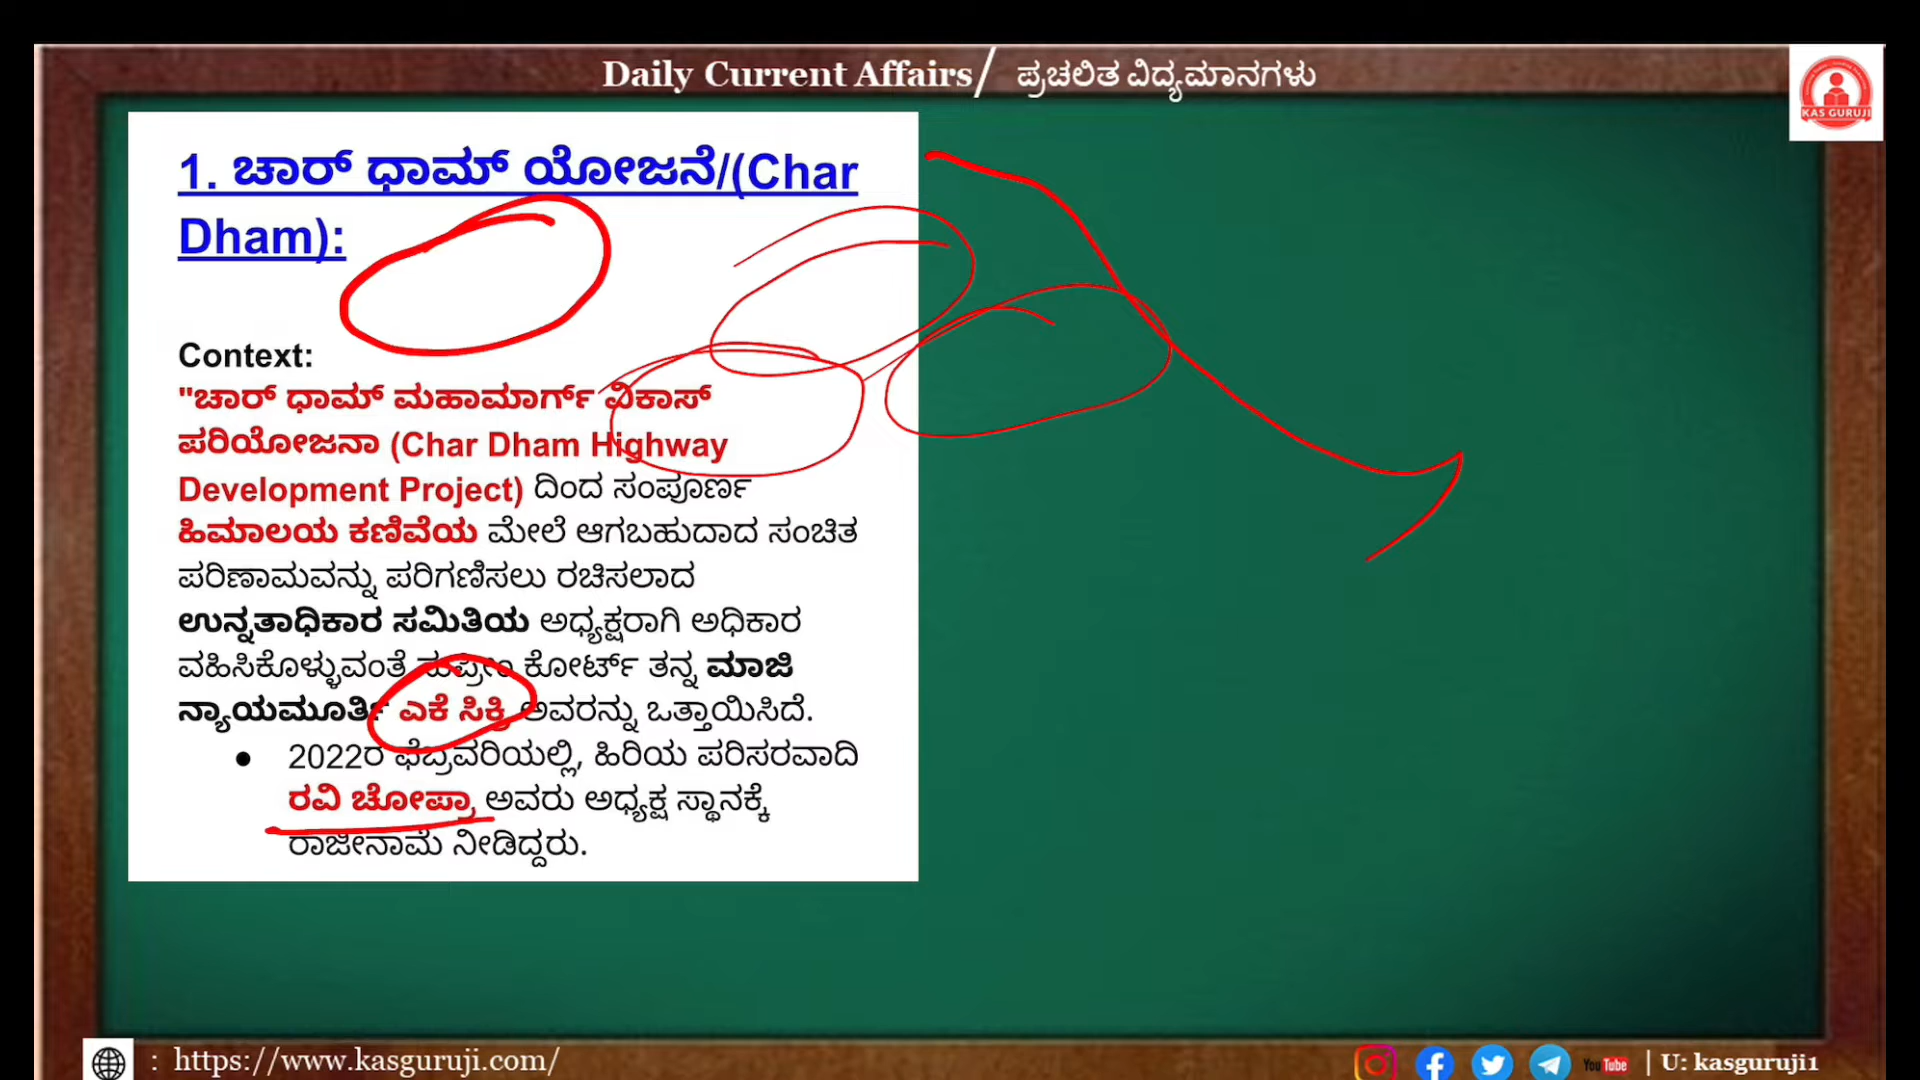 Daily Current Affairs/ ಪ್ರಚಲಿತ ವಿದ್ಯಮಾನಗಳು
KAS GURUJI
1. ಚಾರ್ ಧಾಮ್ ಯೋಜನೆ/(Char
Dham):
Context:
"ಚಾರ್ ಧಾಮ್ ಮಹಾಮಾರ್ಗ್ ವಿಕಾಸ್
ಪರಿಯೋಜನಾ (Char Dham Highway
Development Project) ದಿಂದ ಸಂಪೂರ್ಣ
ಹಿಮಾಲಯ ಕಣಿವೆಯ ಮೇಲೆ ಆಗಬಹುದಾದ ಸಂಚಿತ
ಪರಿಣಾಮವನ್ನು ಪರಿಗಣಿಸಲು ರಚಿಸಲಾದ
ಉನ್ನತಾಧಿಕಾರ ಸಮಿತಿಯ ಅಧ್ಯಕ್ಷರಾಗಿ ಅಧಿಕಾರ
ವಹಿಸಿಕೊಳ್ಳುವಂತೆ ಸುಪ್ರೀಂ ಕೋರ್ಟ್ ತನ್ನ ಮಾಜಿ
ನ್ಯಾಯಮೂರ್ತಿ ಎಕೆ ಸಿಕ್ರಿ ಅವರನ್ನು ಒತ್ತಾಯಿಸಿದೆ.
● 2022ರ ಫೆಬ್ರವರಿಯಲ್ಲಿ, ಹಿರಿಯ ಪರಿಸರವಾದಿ
ರವಿ ಚೋಪ್ರಾ ಅವರು ಅಧ್ಯಕ್ಷ ಸ್ಥಾನಕ್ಕೆ
ರಾಜೀನಾಮೆ ನೀಡಿದ್ದರು.
: https://www.kasguruji.com/
YouTube | U: kasguruji1